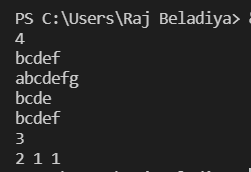 PS C:\Users\Raj Beladiya>
4
bcdef
abcdefg
bcde
bcdef
3
2 1 1